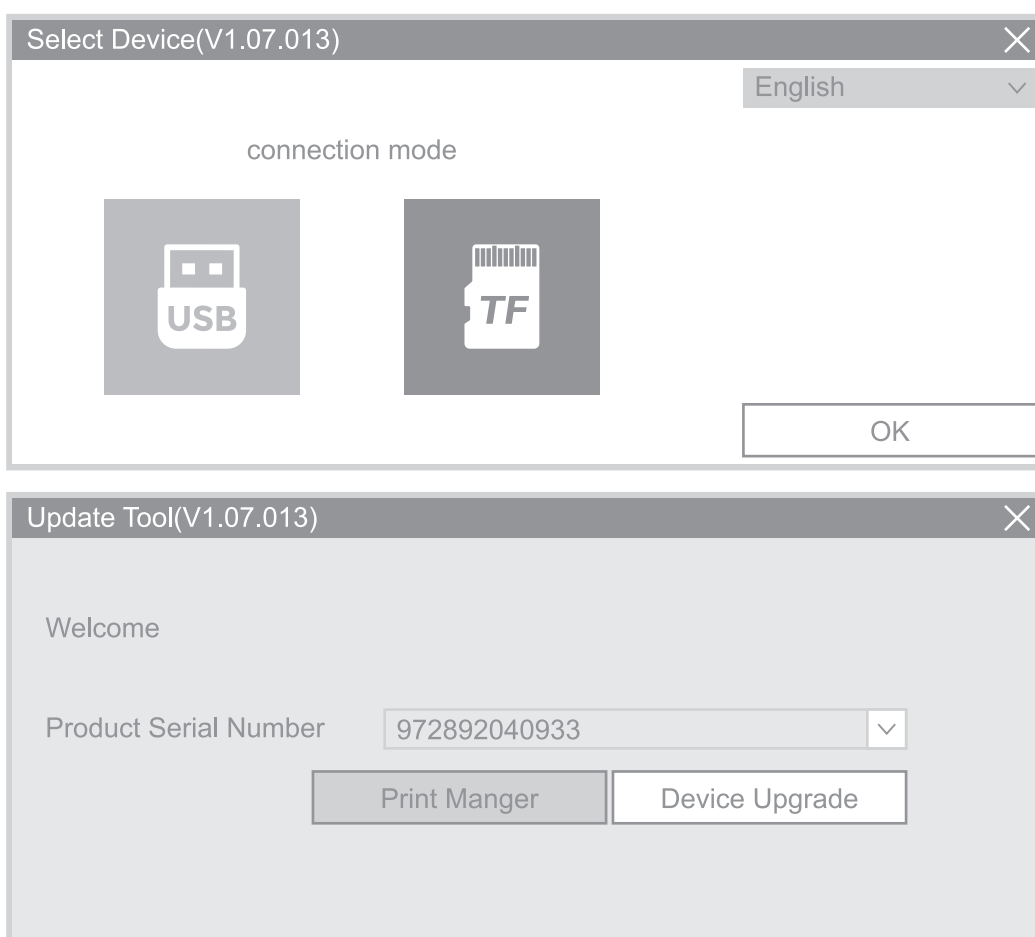 Select Device(V1.07.013)
English
connection mode
USB
TF
OK
Update Tool(V1.07.013)
Welcome
Product Serial Number 972892040933
Print Manger Device Upgrade